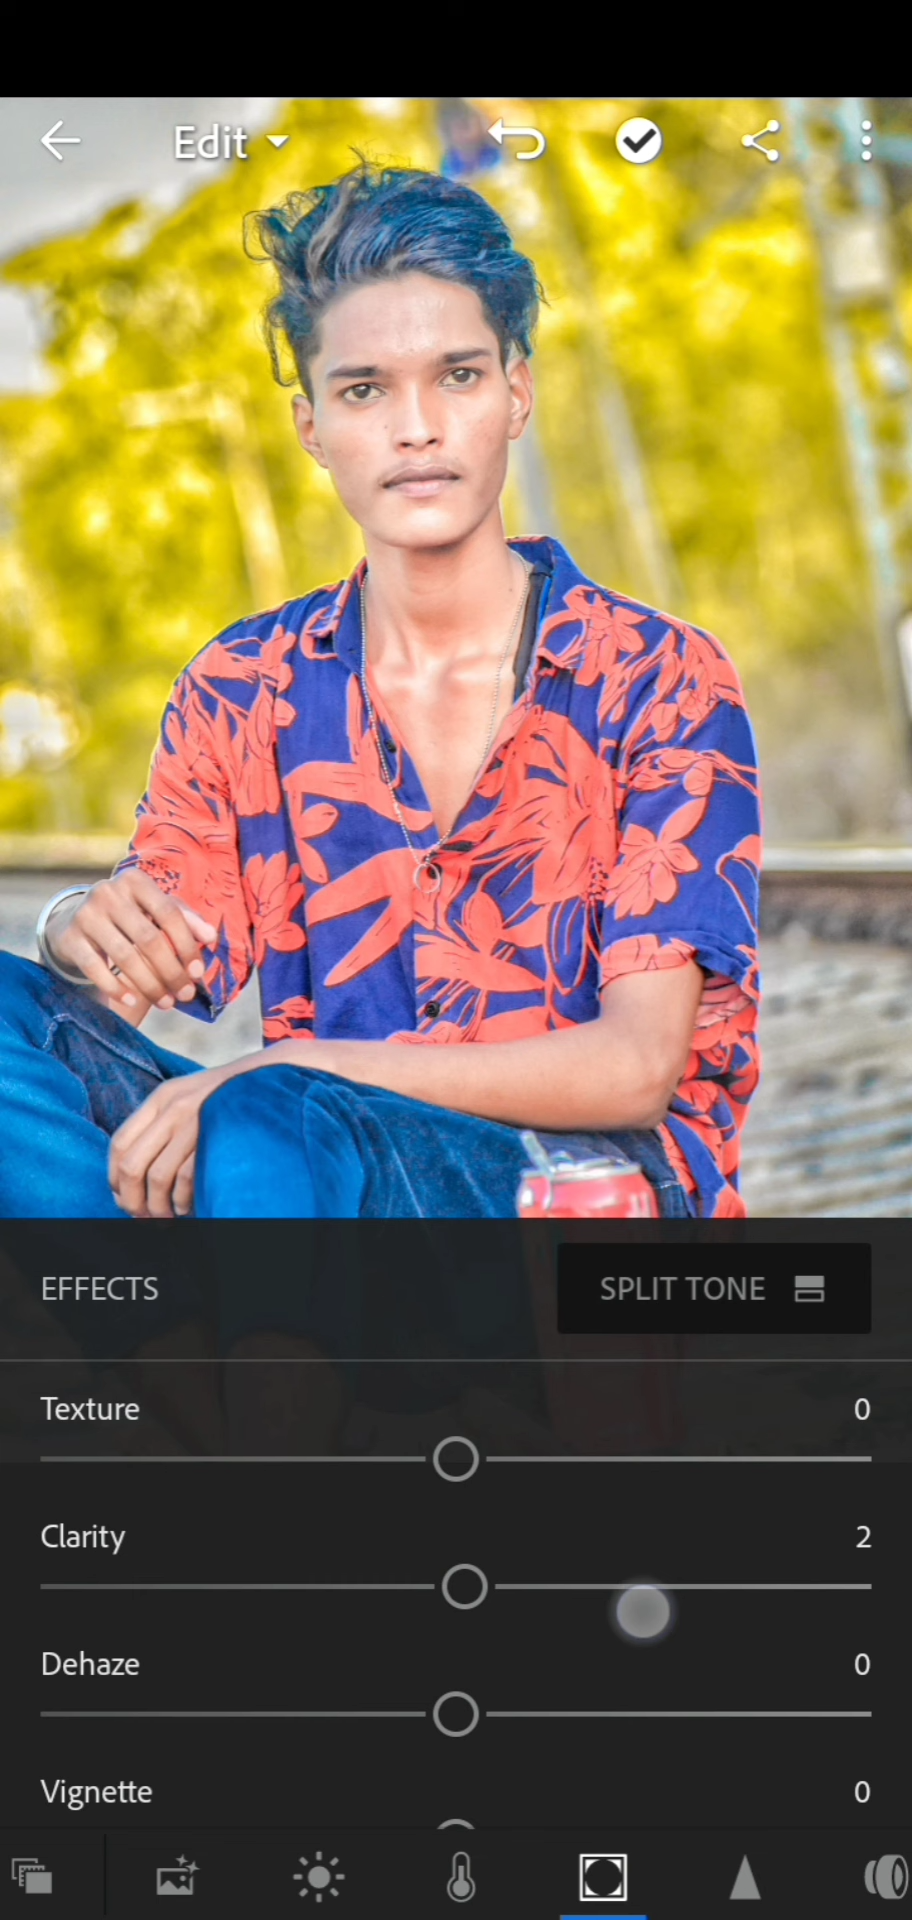 Edit
EFFECTS
SPLIT TONE
Texture 0
Clarity 2
Dehaze 0
Vignette 0